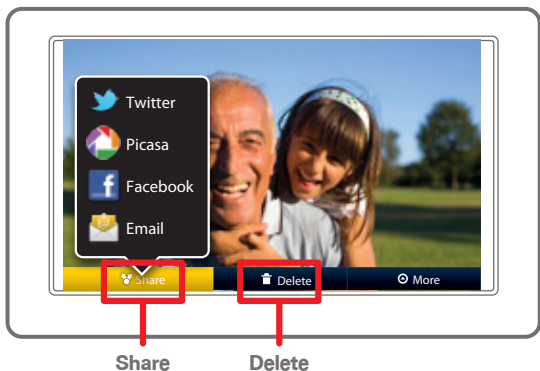 Twitter
Picasa
Facebook
Email
Share Delete More
Share Delete